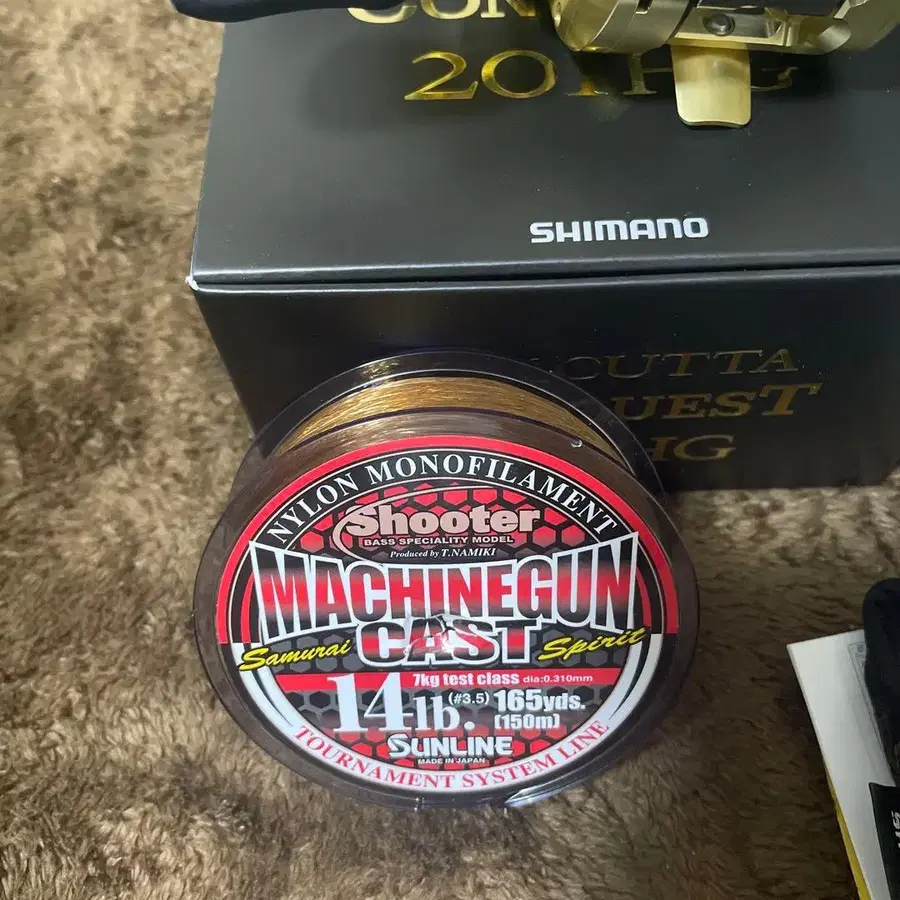 201HG
SHIMANO
NYLON MONOFILAMENT
Shooter
BASS SPECIALITY MODEL
Produced by T.NAMIKI
MACHINEGUN
CAST
Samurai Spirit
7kg test class dia:0.310mm
14lb. (#3.5) 165yds.
(150m)
SUNLINE
MADE IN JAPAN
TOURNAMENT SYSTEM LINE